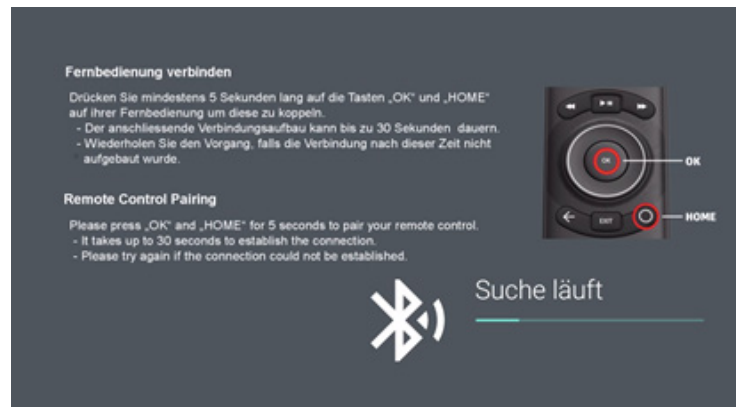 Fernbedienung verbinden
Drücken Sie mindestens 5 Sekunden lang auf die Tasten „OK“ und „HOME“
auf ihrer Fernbedienung um diese zu koppeln.
- Der anschliessende Verbindungsaufbau kann bis zu 30 Sekunden dauern.
- Wiederholen Sie den Vorgang, falls die Verbindung nach dieser Zeit nicht
aufgebaut wurde.
Remote Control Pairing
Please press „OK“ and „HOME“ for 5 seconds to pair your remote control.
- It takes up to 30 seconds to establish the connection.
- Please try again if the connection could not be established.
OK
OK
EXIT
HOME
Suche läuft